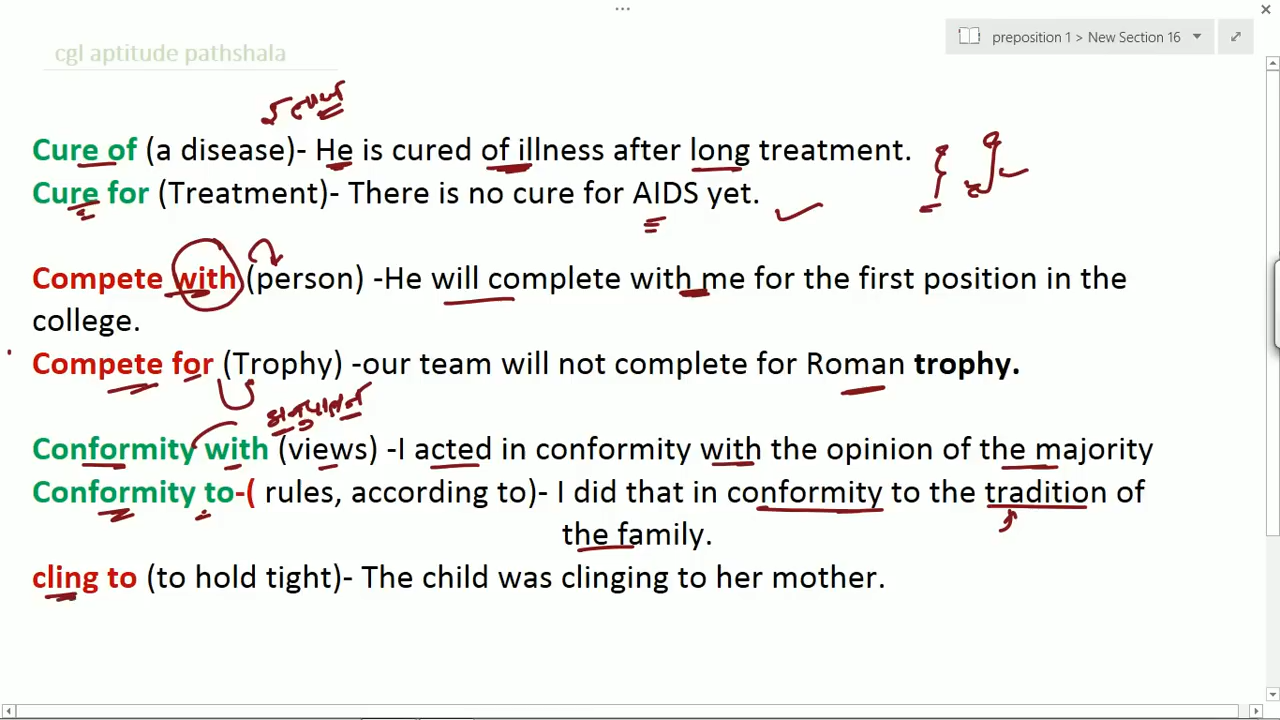 preposition 1 > New Section 16
cgl aptitude pathshala
Cure of (a disease)- He is cured of illness after long treatment.
Cure for (Treatment)- There is no cure for AIDS yet.
Compete with (person) -He will complete with me for the first position in the
college.
Compete for (Trophy) -our team will not complete for Roman trophy.
Conformity with (views) -I acted in conformity with the opinion of the majority
Conformity to-( rules, according to)- I did that in conformity to the tradition of
the family.
cling to (to hold tight)- The child was clinging to her mother.